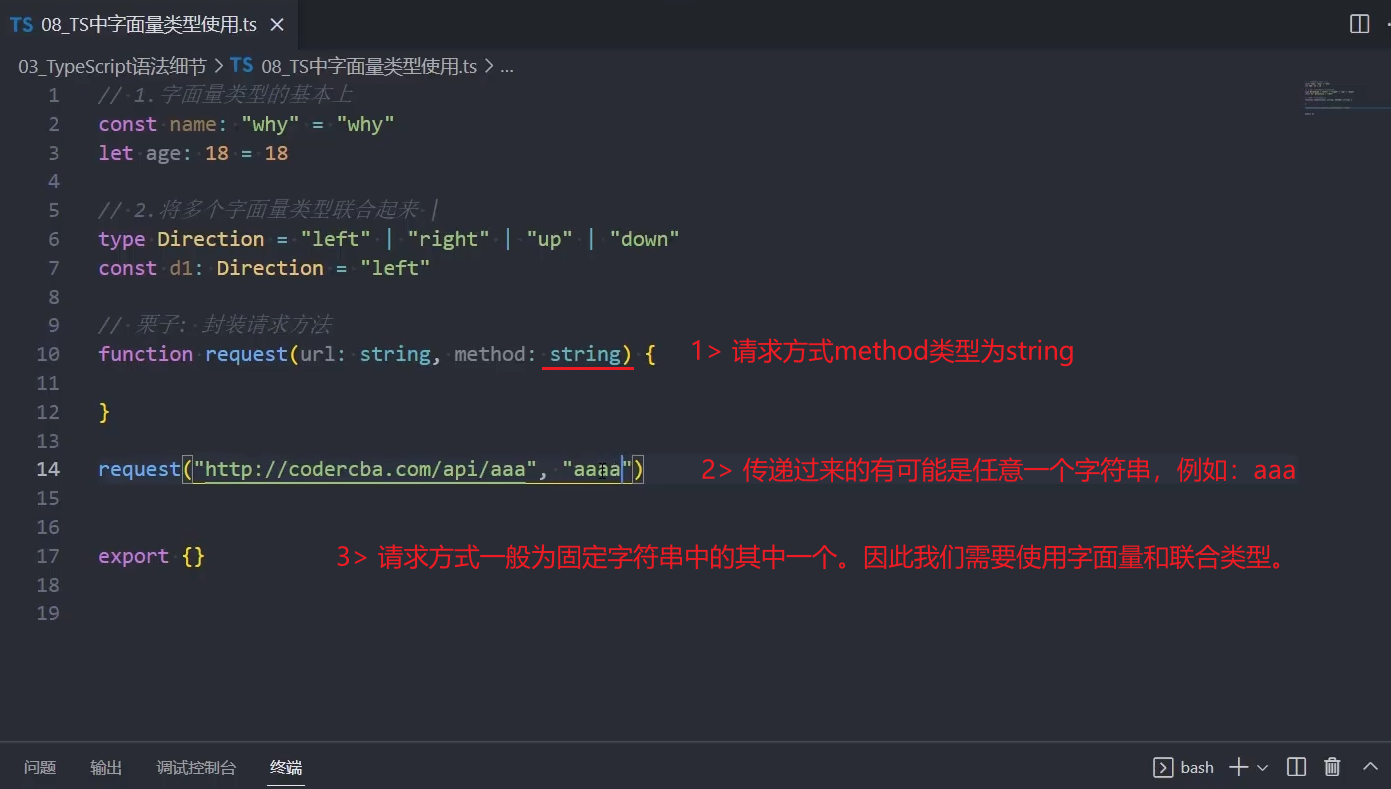 TS 08_TS中字面量类型使用.ts ×
03_TypeScript语法细节 > TS 08_TS中字面量类型使用.ts > ...
1 // 1.字面量类型的基本上
2 const name: "why" = "why"
3 let age: 18 = 18
4
5 // 2.将多个字面量类型联合起来 |
6 type Direction = "left" | "right" | "up" | "down"
7 const d1: Direction = "left"
8
9 // 栗子: 封装请求方法
10 function request(url: string, method: string) { 1> 请求方式method类型为string
11
12 }
13
14 request("http://codercba.com/api/aaa", "aaaa") 2> 传递过来的有可能是任意一个字符串，例如：aaa
15
16
17 export {} 3> 请求方式一般为固定字符串中的其中一个。因此我们需要使用字面量和联合类型。
18
19
问题 输出 调试控制台 终端 bash